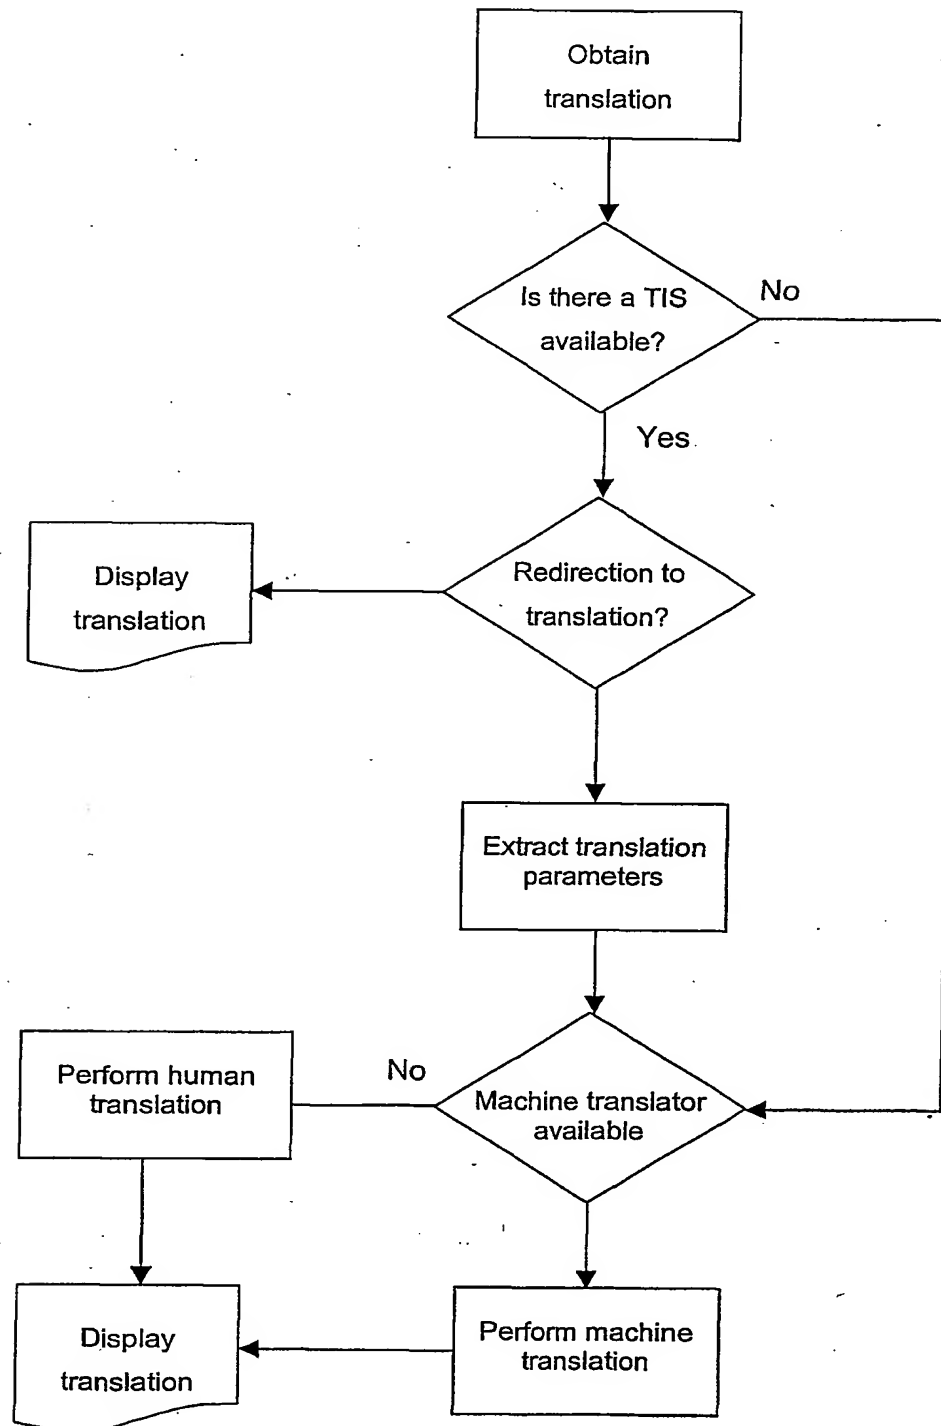 Obtain
translation
Is there a TIS
available?
No
Yes
Redirection to
translation?
Display
translation
Extract translation
parameters
Machine translator
available
No
Perform human
translation
Perform machine
translation
Display
translation